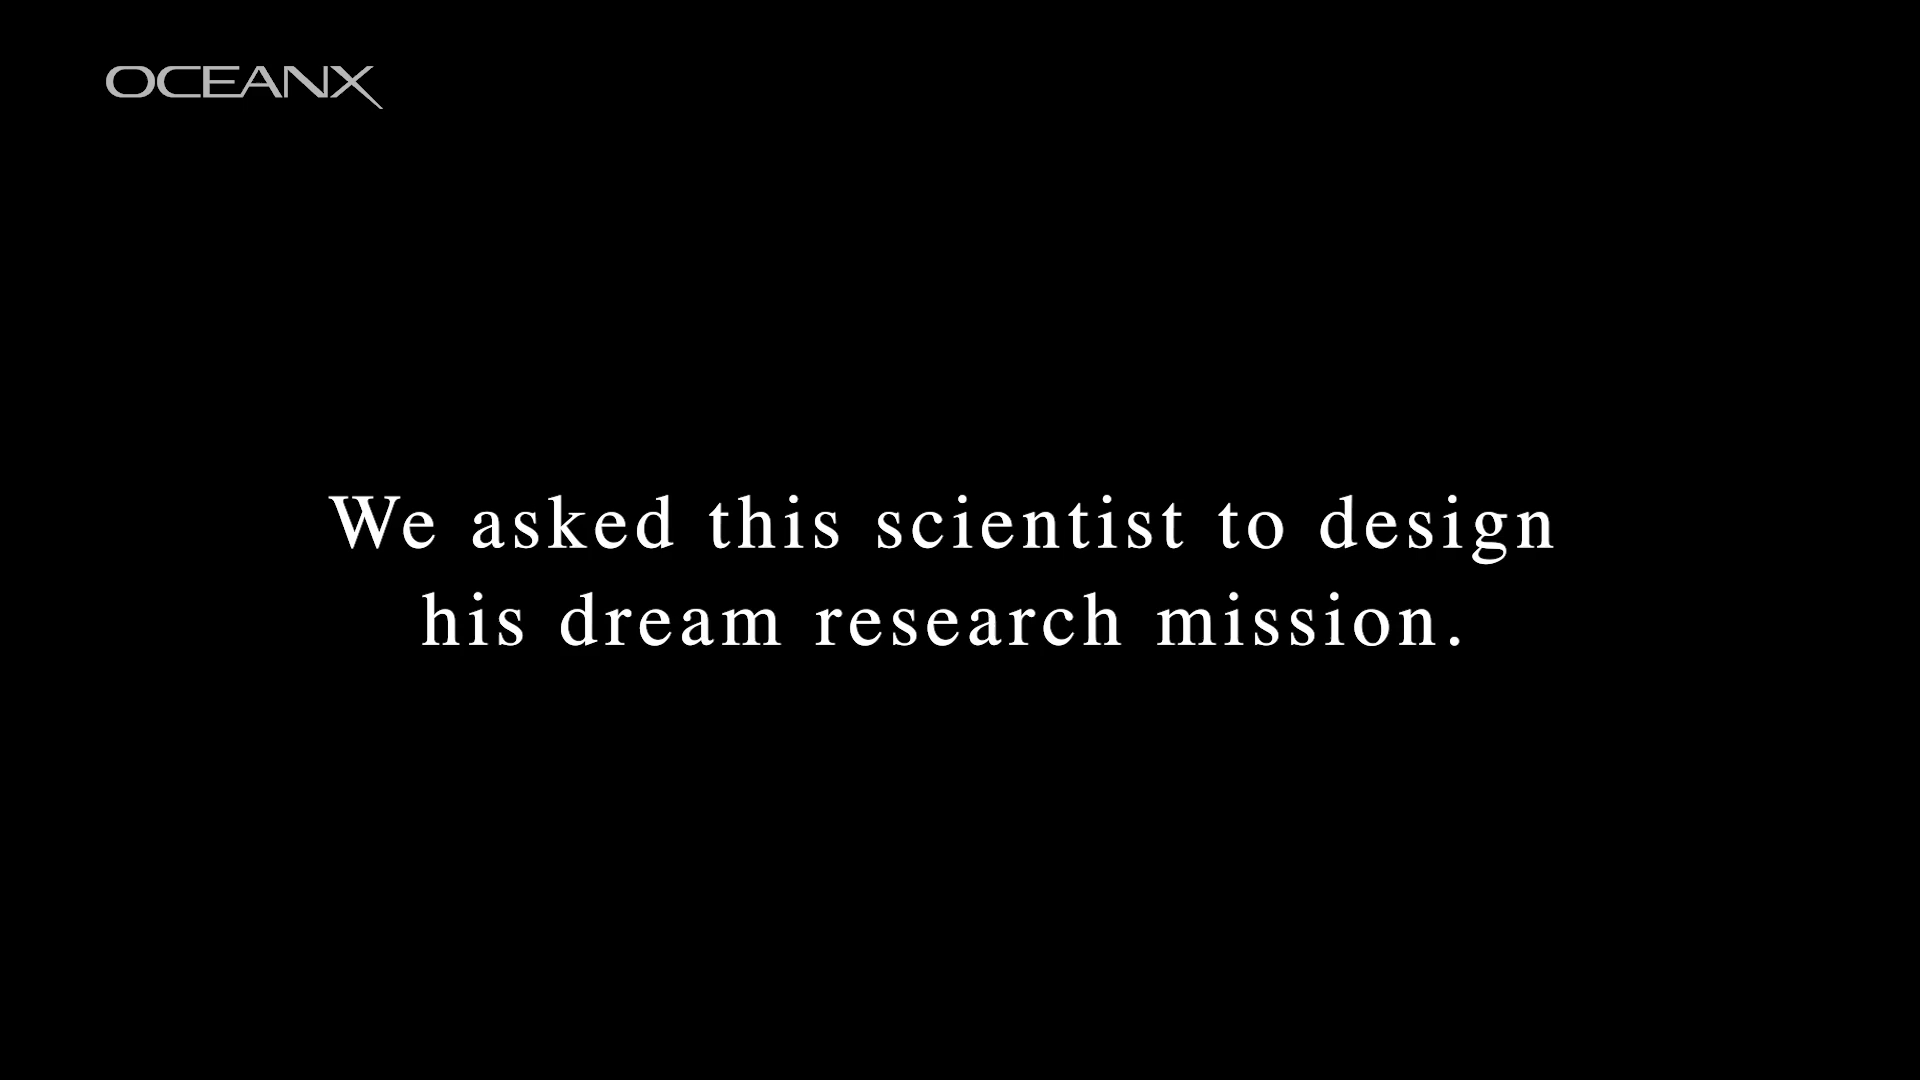 OCEANX
We asked this scientist to design
his dream research mission.